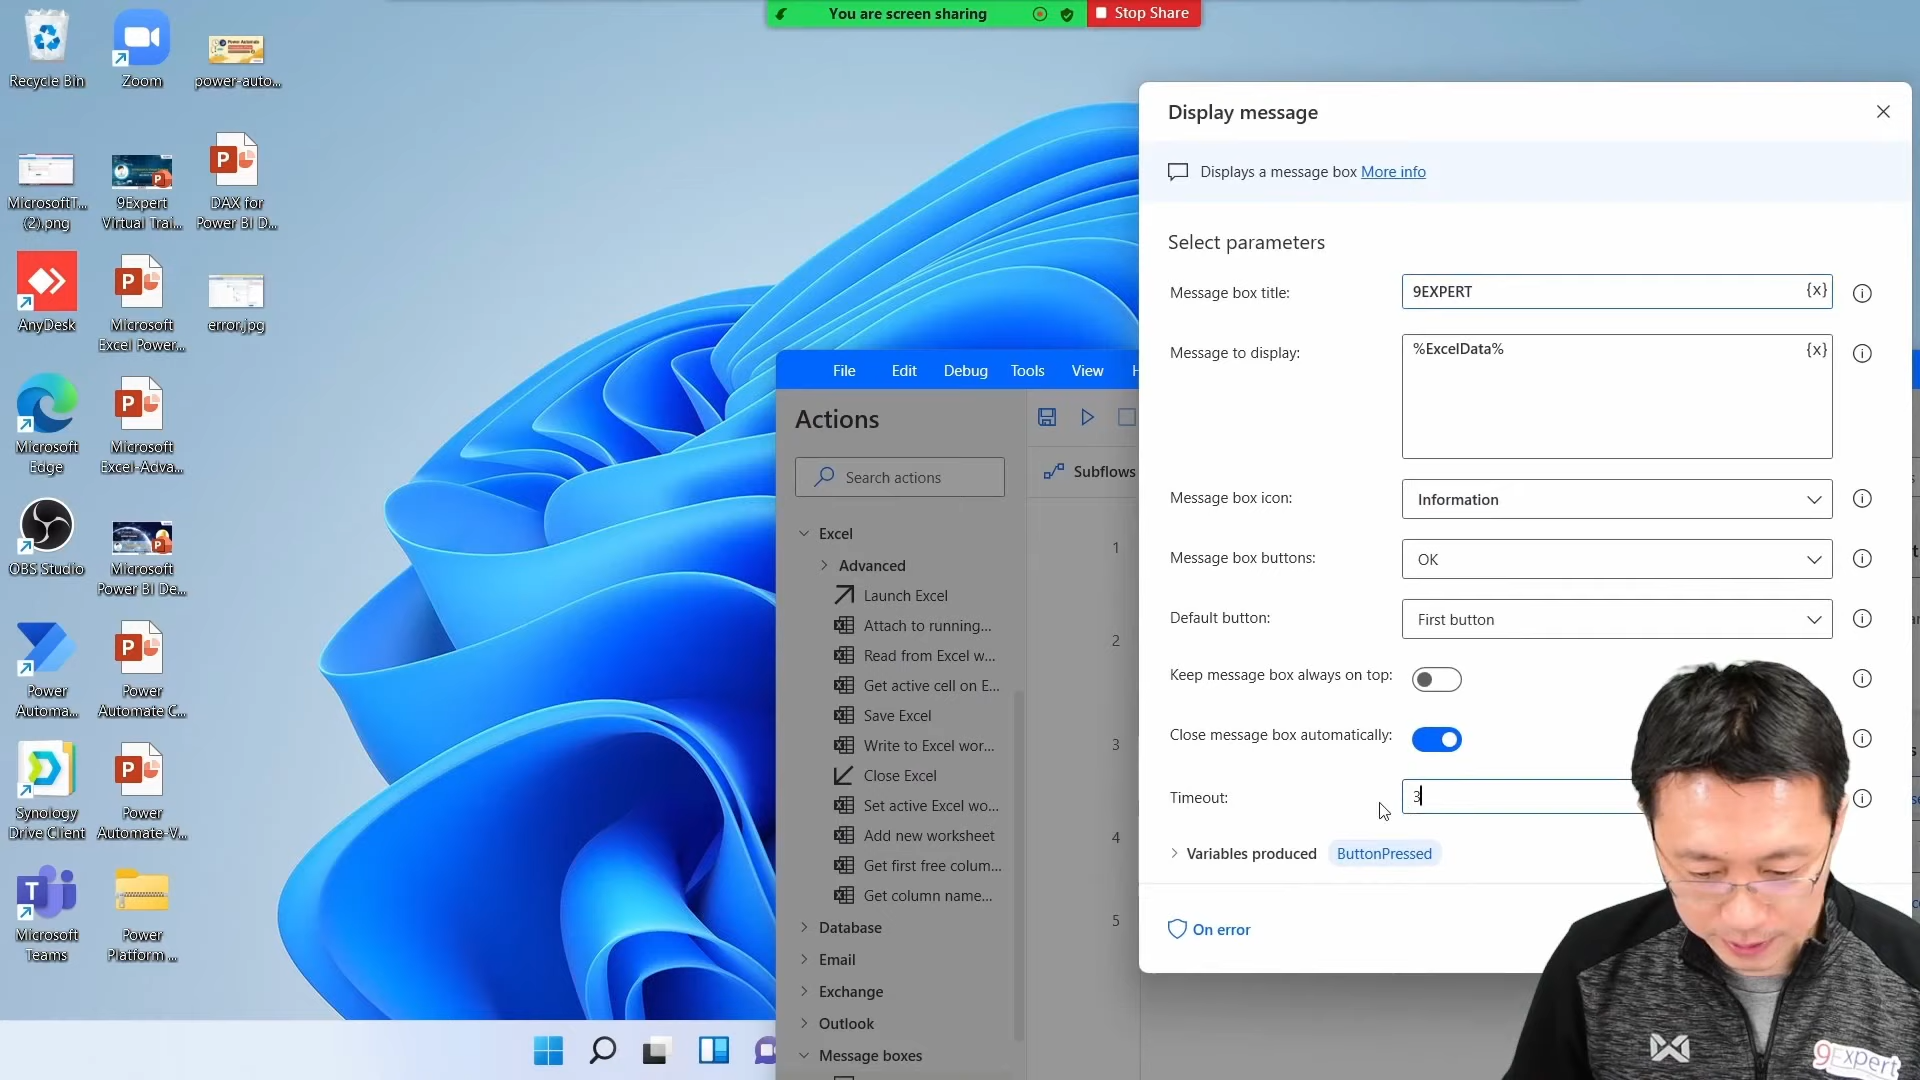 You are screen sharing
Stop Share
Recycle Bin
Zoom
power-auto...
MicrosoftT...
(2).png
9Expert
Virtual Trai...
DAX for
Power BI D...
AnyDesk
Microsoft
Excel Power...
error.jpg
Microsoft
Edge
Microsoft
Excel-Adva...
OBS Studio
Microsoft
Power BI De...
Power
Automa...
Power
Automate C...
Synology
Drive Client
Power
Automate-V...
Microsoft
Teams
Power
Platform ...
File Edit Debug Tools View
Actions
Search actions
Subflows
Excel
Advanced
Launch Excel
Attach to running...
Read from Excel w...
Get active cell on E...
Save Excel
Write to Excel wor...
Close Excel
Set active Excel wo...
Add new worksheet
Get first free colum...
Get column name...
Database
Email
Exchange
Outlook
Message boxes
1
2
3
4
5
Display message
Displays a message box More info
Select parameters
Message box title: 9EXPERT {x}
Message to display: %ExcelData% {x}
Message box icon: Information
Message box buttons: OK
Default button: First button
Keep message box always on top:
Close message box automatically:
Timeout: 3
Variables produced ButtonPressed
On error
9Expert